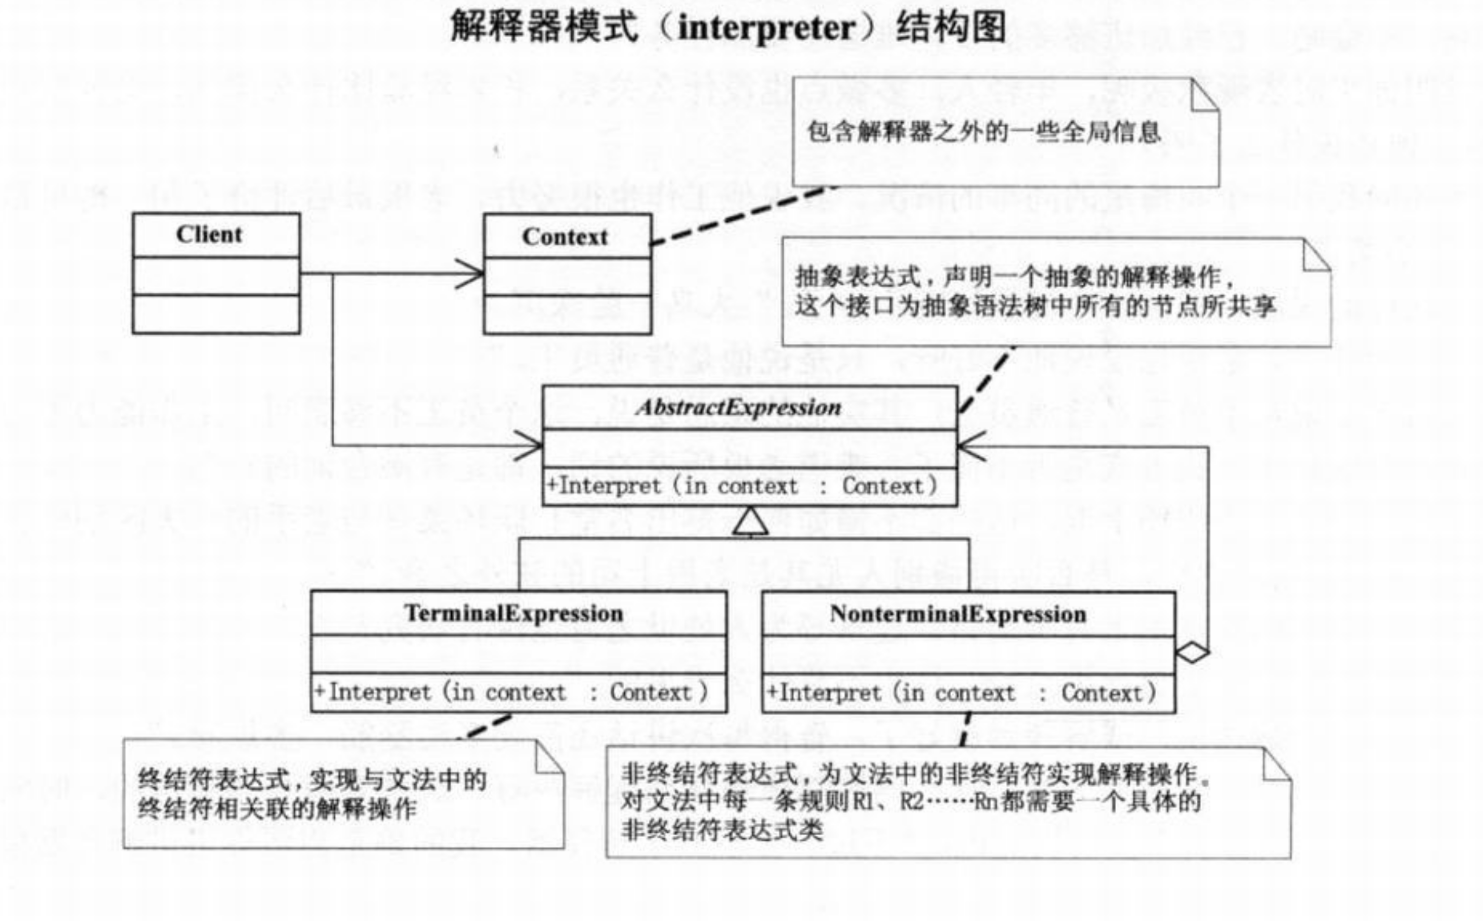 解释器模式（interpreter）结构图
包含解释器之外的一些全局信息
Client
Context
抽象表达式，声明一个抽象的解释操作，
这个接口为抽象语法树中所有的节点所共享
AbstractExpression
+Interpret(in context : Context)
TerminalExpression
NonterminalExpression
+Interpret(in context : Context)
+Interpret(in context : Context)
终结符表达式，实现与文法中的
终结符相关联的解释操作
非终结符表达式，为文法中的非终结符实现解释操作。
对文法中每一条规则R1、R2……Rn都需要一个具体的
非终结符表达式类